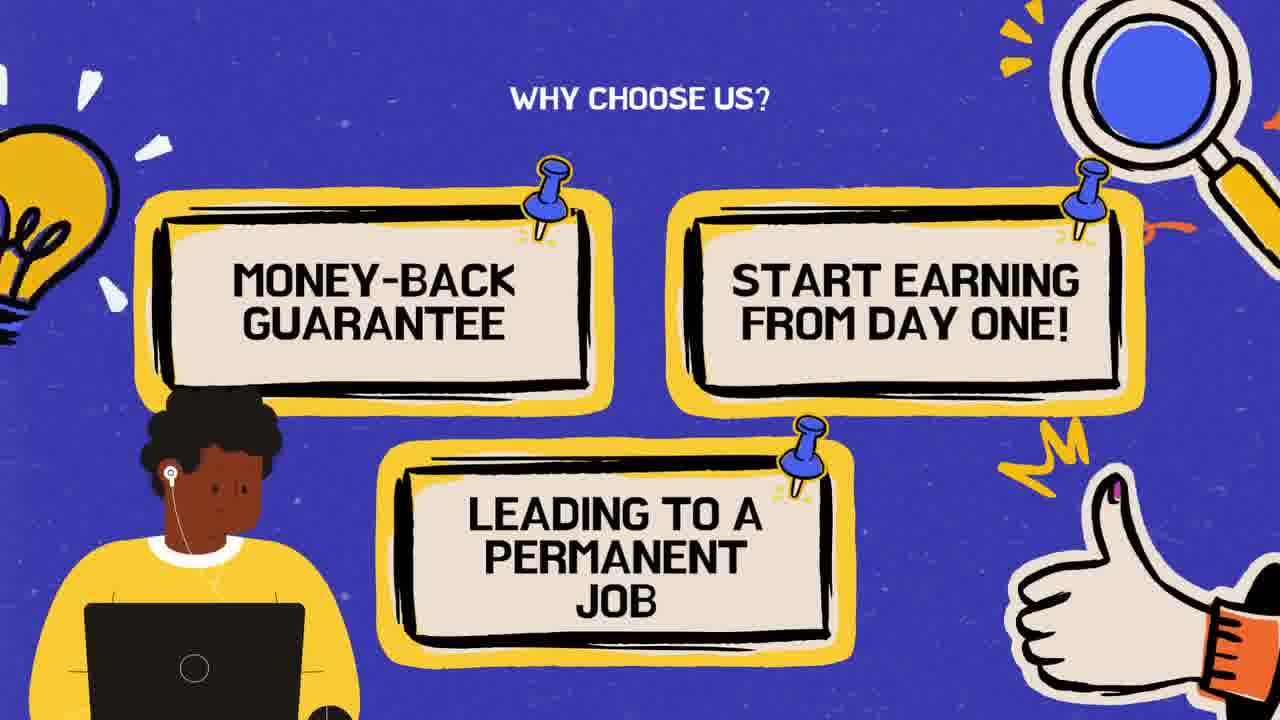 WHY CHOOSE US?
MONEY-BACK
GUARANTEE
START EARNING
FROM DAY ONE!
LEADING TO A
PERMANENT
JOB